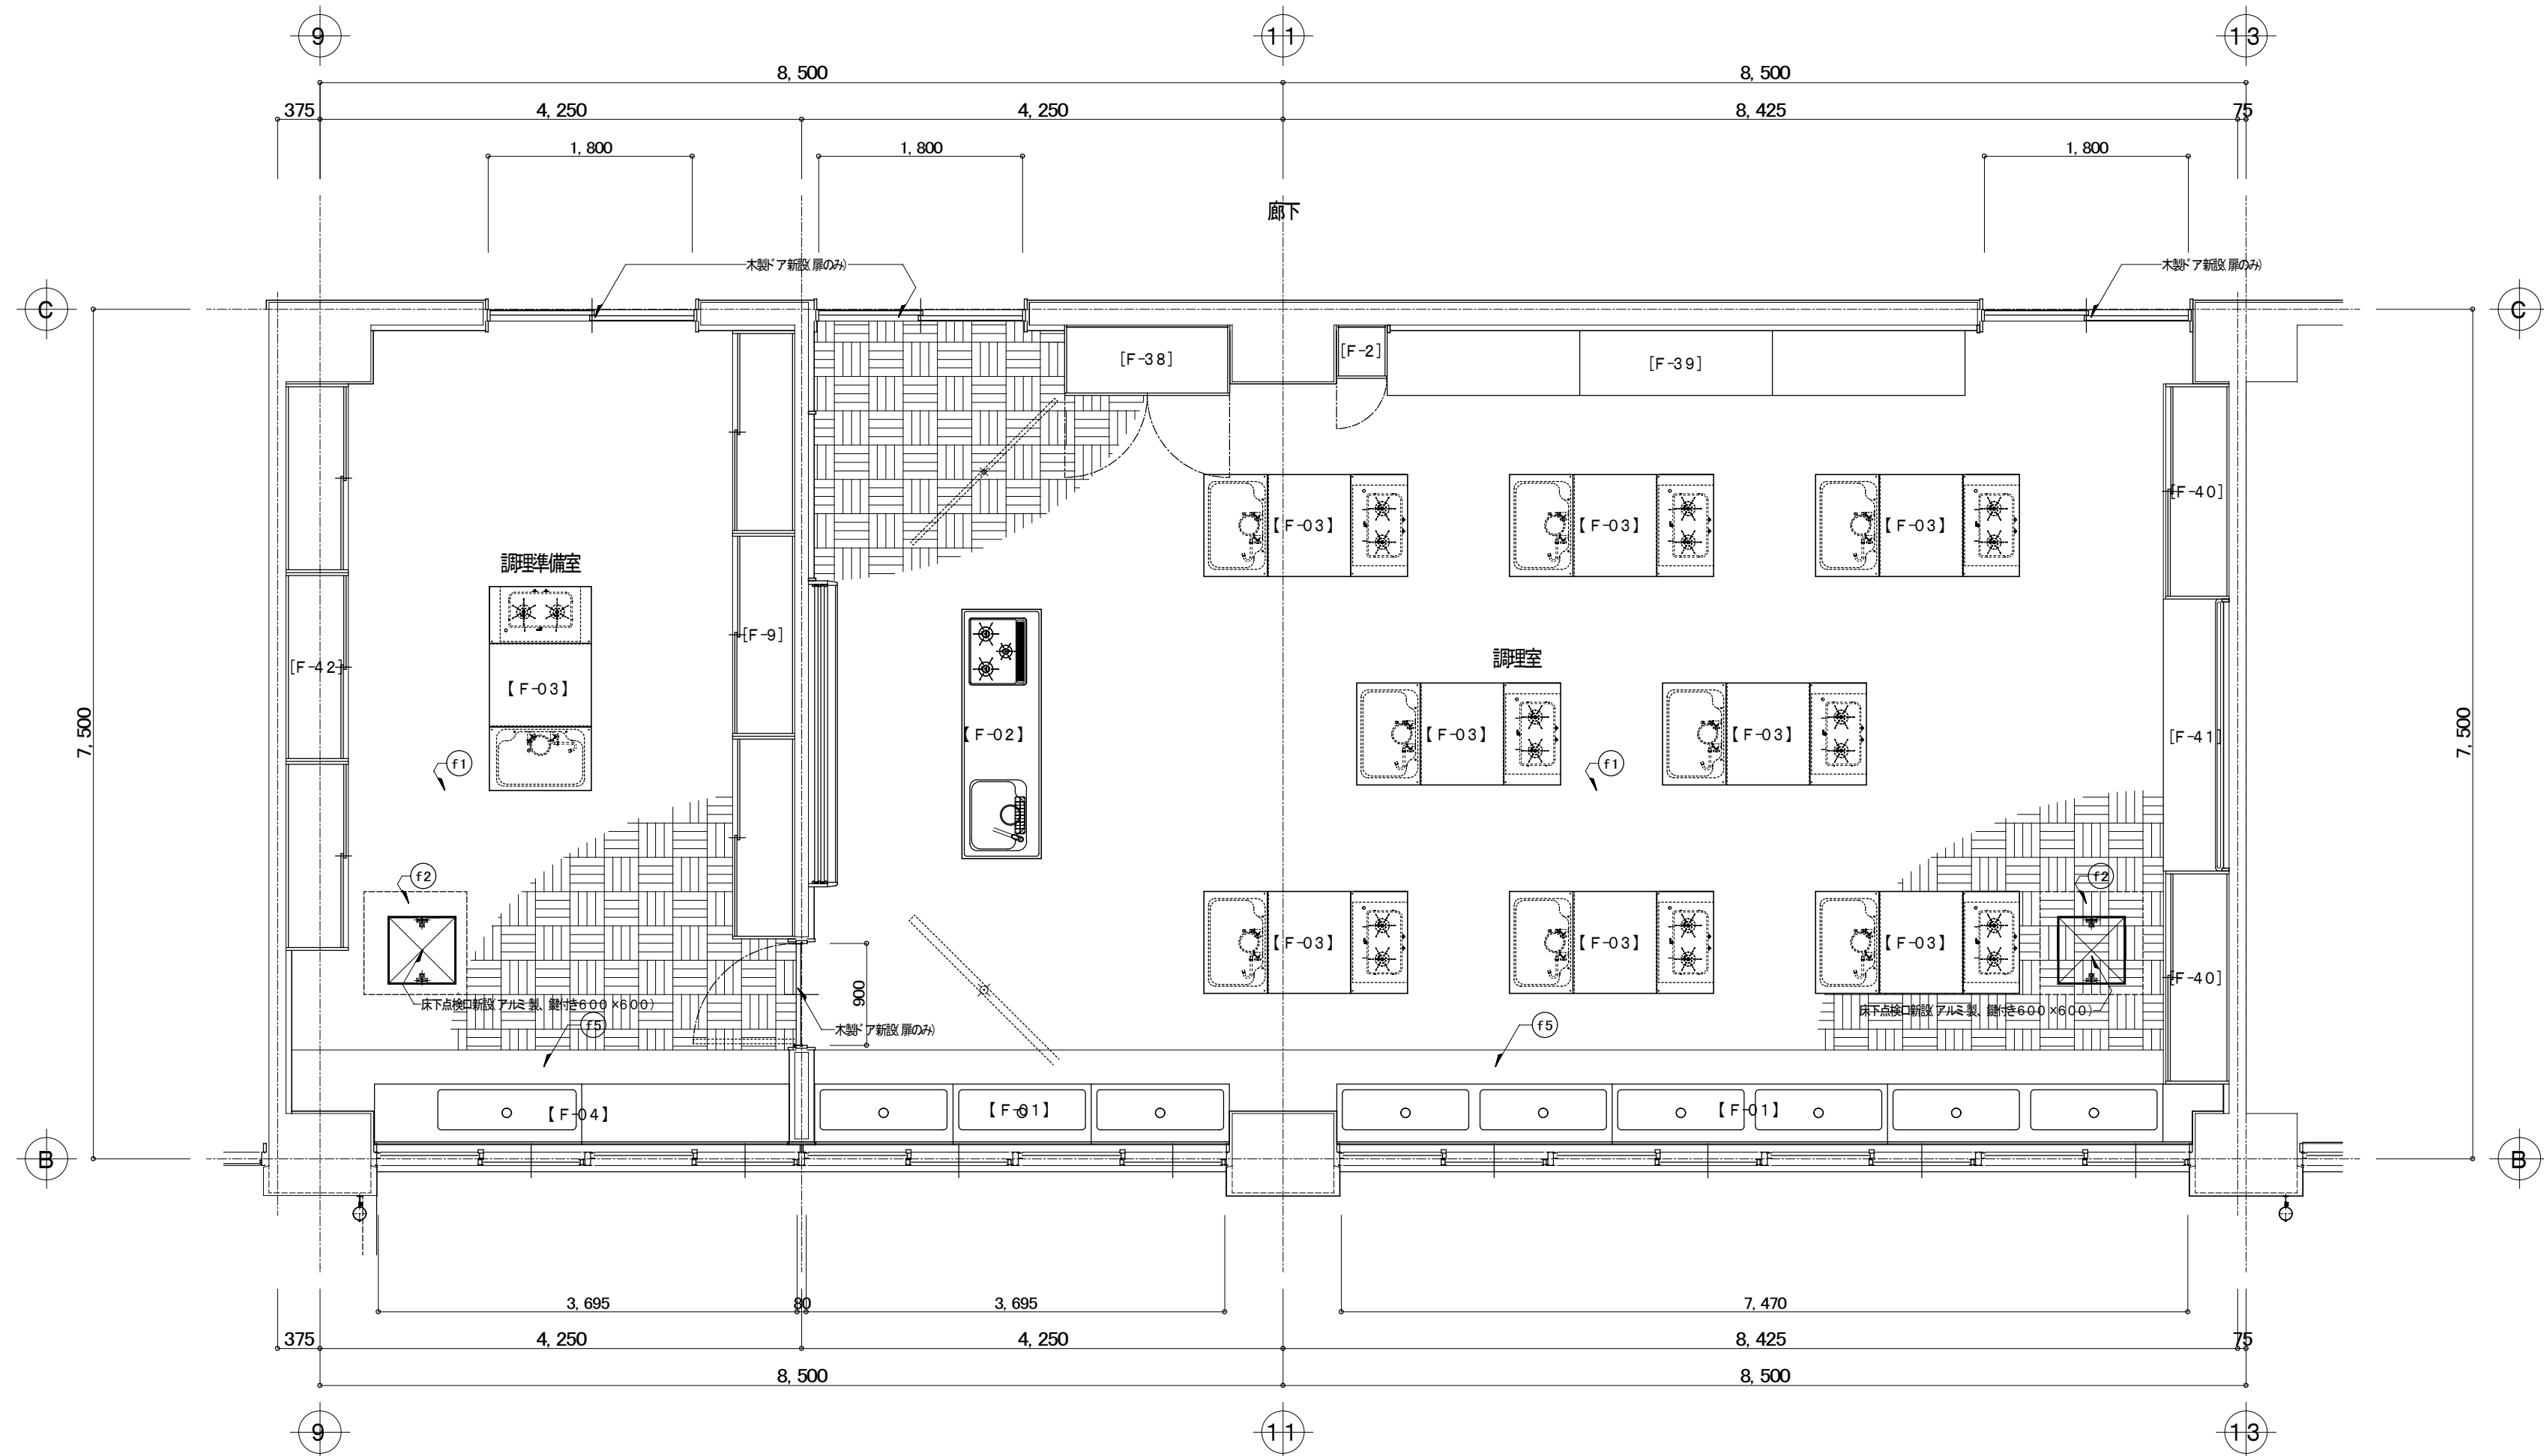 9
11
13
8,500
8,500
375
4,250
4,250
8,425
75
1,800
1,800
1,800
廊下
木製ドア新設(扉のみ)
木製ドア新設(扉のみ)
C
C
[F-38]
[F-2]
[F-39]
[F-40]
【F-03】
【F-03】
【F-03】
調理準備室
[F-9]
[F-42]
【F-03】
調理室
7,500
7,500
【F-02】
【F-03】
【F-03】
[F-41]
f1
f1
f2
f2
【F-03】
【F-03】
【F-03】
[F-40]
床下点検口新設(アルミ製、鍵付き600×600)
900
床下点検口新設(アルミ製、鍵付き600×600)
f5
木製ドア新設(扉のみ)
f5
【F-04】
【F-01】
【F-01】
B
B
3,695
80
3,695
7,470
375
4,250
4,250
8,425
75
8,500
8,500
9
11
13